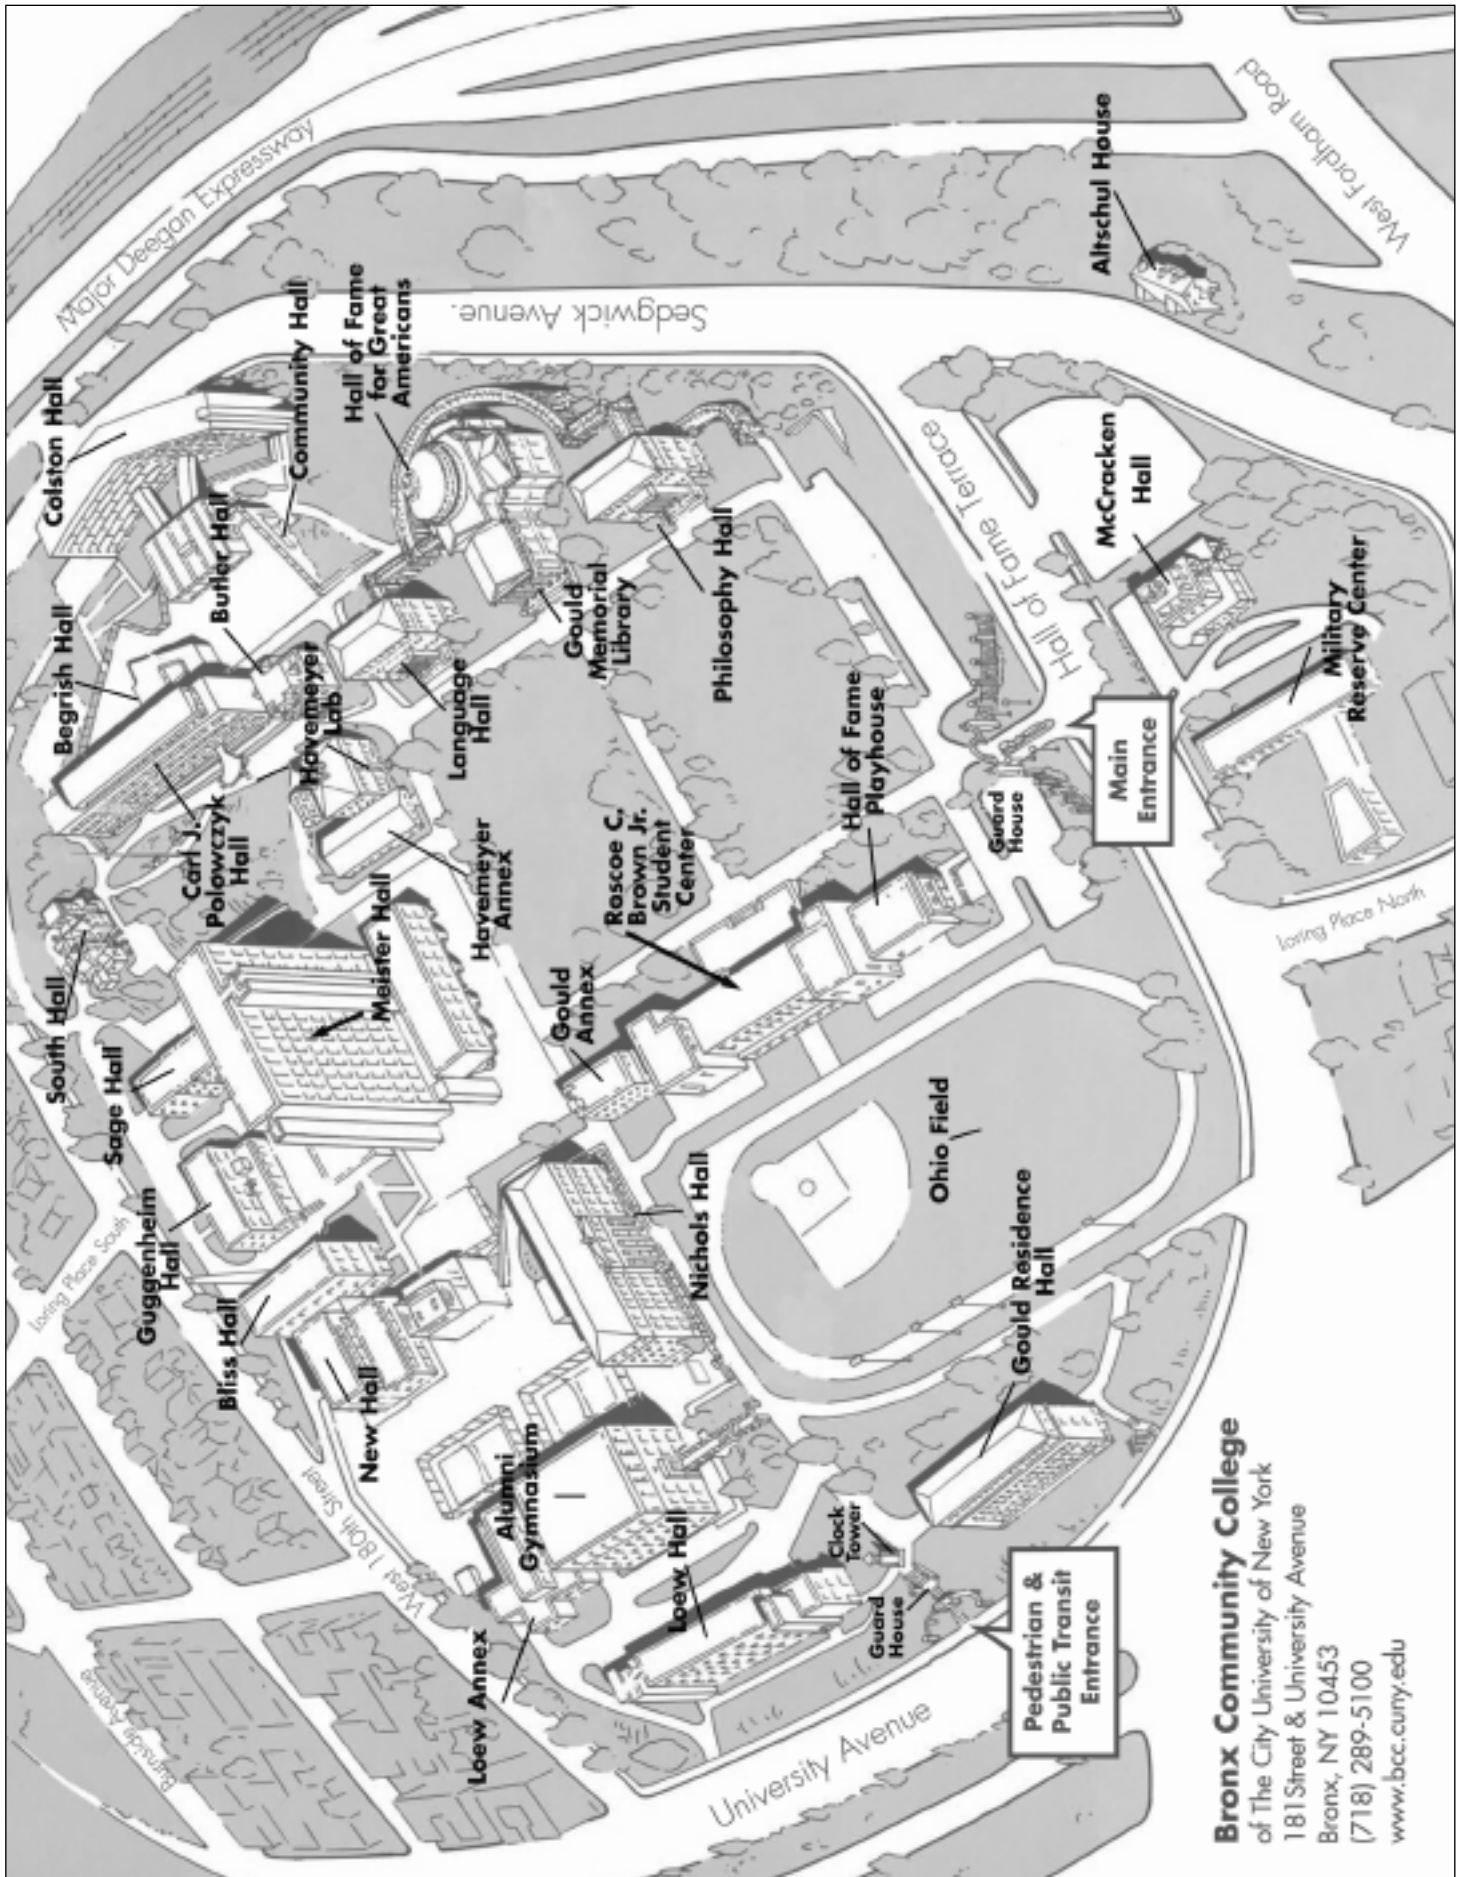 Major Deegan Expressway
West Fordham Road
Sedgwick Avenue.
Altschul House
Colston Hall
Community Hall
Hall of Fame
for Great
Americans
Begrish Hall
Butler Hall
Havemeyer
Lab
Language
Hall
Gould
Memorial
Library
Philosophy Hall
Hall of Fame Terrace
McCracken
Hall
Military
Reserve Center
Carl J.
Polowczyk
Hall
Havemeyer
Annex
Meister Hall
South Hall
Sage Hall
Gould
Annex
Roscoe C.
Brown Jr.
Student
Center
Hall of Fame
Playhouse
Guard
House
Main
Entrance
Loring Place North
Loring Place South
Guggenheim
Hall
Bliss Hall
New Hall
Nichols Hall
Ohio Field
Gould Residence
Hall
West 180th Street
Alumni
Gymnasium
Loew Hall
Loew Annex
Clock
Tower
Guard
House
Burnside Avenue
University Avenue
Pedestrian &
Public Transit
Entrance
Bronx Community College
of The City University of New York
181Street & University Avenue
Bronx, NY 10453
(718) 289-5100
www.bcc.cuny.edu